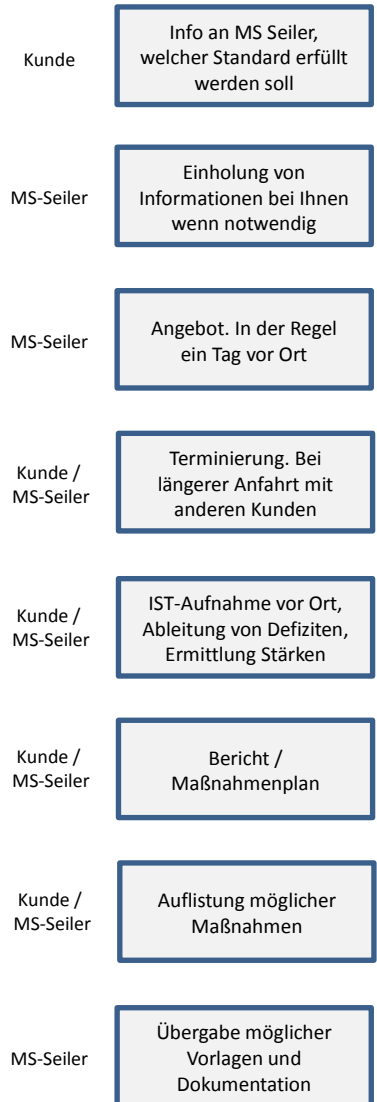 Kunde
Info an MS Seiler,
welcher Standard erfüllt
werden soll
MS-Seiler
Einholung von
Informationen bei Ihnen
wenn notwendig
MS-Seiler
Angebot. In der Regel
ein Tag vor Ort
Kunde /
MS-Seiler
Terminierung. Bei
längerer Anfahrt mit
anderen Kunden
Kunde /
MS-Seiler
IST-Aufnahme vor Ort,
Ableitung von Defiziten,
Ermittlung Stärken
Kunde /
MS-Seiler
Bericht /
Maßnahmenplan
Kunde /
MS-Seiler
Auflistung möglicher
Maßnahmen
MS-Seiler
Übergabe möglicher
Vorlagen und
Dokumentation